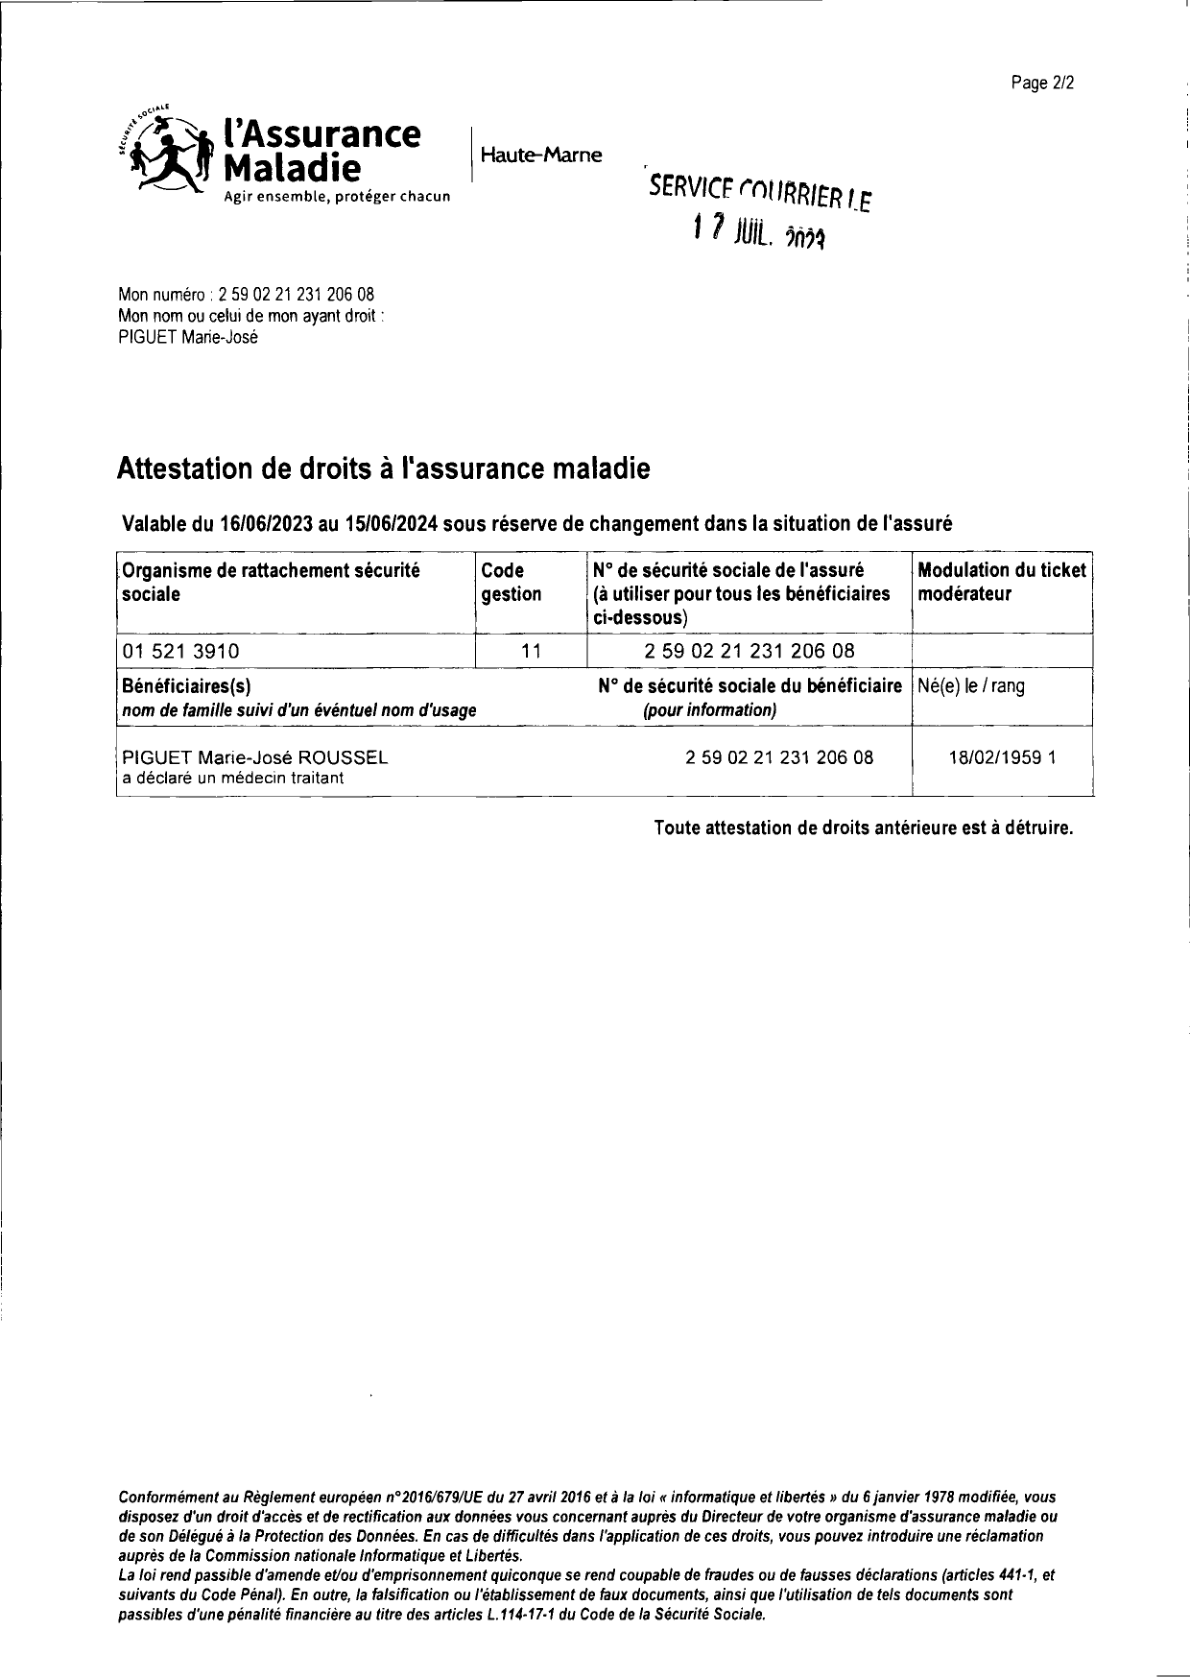 Page 2/2
SÉCURITÉ SOCIALE
l'Assurance
Maladie
Agir ensemble, protéger chacun
Haute-Marne
SERVICE COURRIER LE
17 JUIL. 2023
Mon numéro : 2 59 02 21 231 206 08
Mon nom ou celui de mon ayant droit :
PIGUET Marie-José
Attestation de droits à l'assurance maladie
Valable du 16/06/2023 au 15/06/2024 sous réserve de changement dans la situation de l'assuré
Organisme de rattachement sécurité sociale
Code gestion
N° de sécurité sociale de l'assuré (à utiliser pour tous les bénéficiaires ci-dessous)
Modulation du ticket modérateur
01 521 3910 11 2 59 02 21 231 206 08
Bénéficiaires(s) N° de sécurité sociale du bénéficiaire Né(e) le / rang
nom de famille suivi d'un événtuel nom d'usage (pour information)
PIGUET Marie-José ROUSSEL 2 59 02 21 231 206 08 18/02/1959 1
a déclaré un médecin traitant
Toute attestation de droits antérieure est à détruire.
Conformément au Règlement européen n°2016/679/UE du 27 avril 2016 et à la loi « informatique et libertés » du 6 janvier 1978 modifiée, vous
disposez d'un droit d'accès et de rectification aux données vous concernant auprès du Directeur de votre organisme d'assurance maladie ou
de son Délégué à la Protection des Données. En cas de difficultés dans l'application de ces droits, vous pouvez introduire une réclamation
auprès de la Commission nationale Informatique et Libertés.
La loi rend passible d'amende et/ou d'emprisonnement quiconque se rend coupable de fraudes ou de fausses déclarations (articles 441-1, et
suivants du Code Pénal). En outre, la falsification ou l'établissement de faux documents, ainsi que l'utilisation de tels documents sont
passibles d'une pénalité financière au titre des articles L.114-17-1 du Code de la Sécurité Sociale.